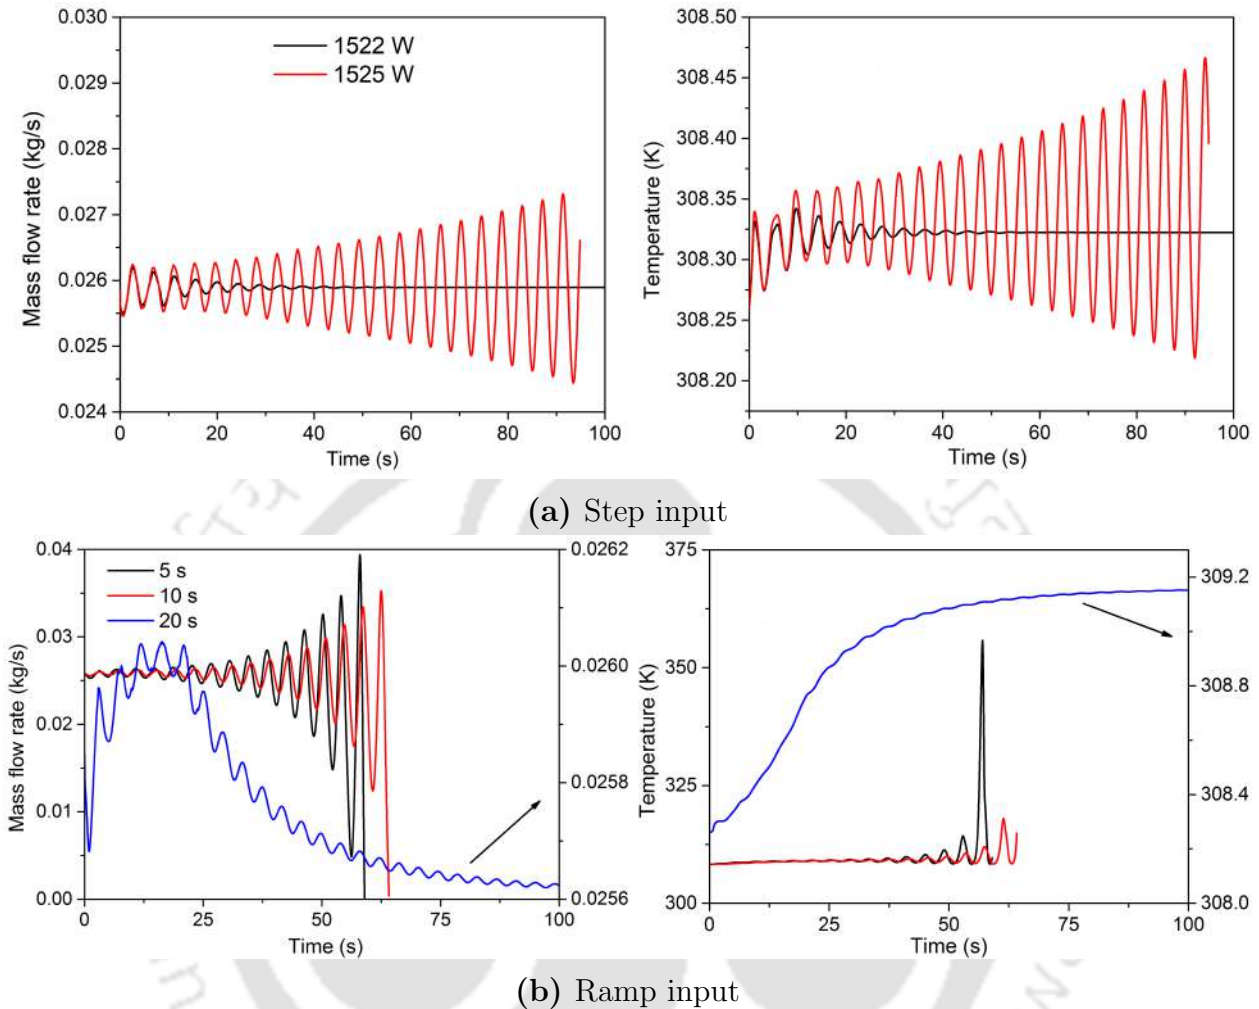 0.030
0.029
0.028
0.027
0.026
0.025
0.024
Mass flow rate (kg/s)
1522 W
1525 W
0 20 40 60 80 100
Time (s)
308.50
308.45
308.40
308.35
308.30
308.25
308.20
Temperature (K)
0 20 40 60 80 100
Time (s)
(a) Step input
0.04
0.03
0.02
0.01
0.00
Mass flow rate (kg/s)
5 s
10 s
20 s
0.0262
0.0260
0.0258
0.0256
0 25 50 75 100
Time (s)
375
350
325
300
Temperature (K)
309.2
308.8
308.4
308.0
0 25 50 75 100
Time (s)
(b) Ramp input